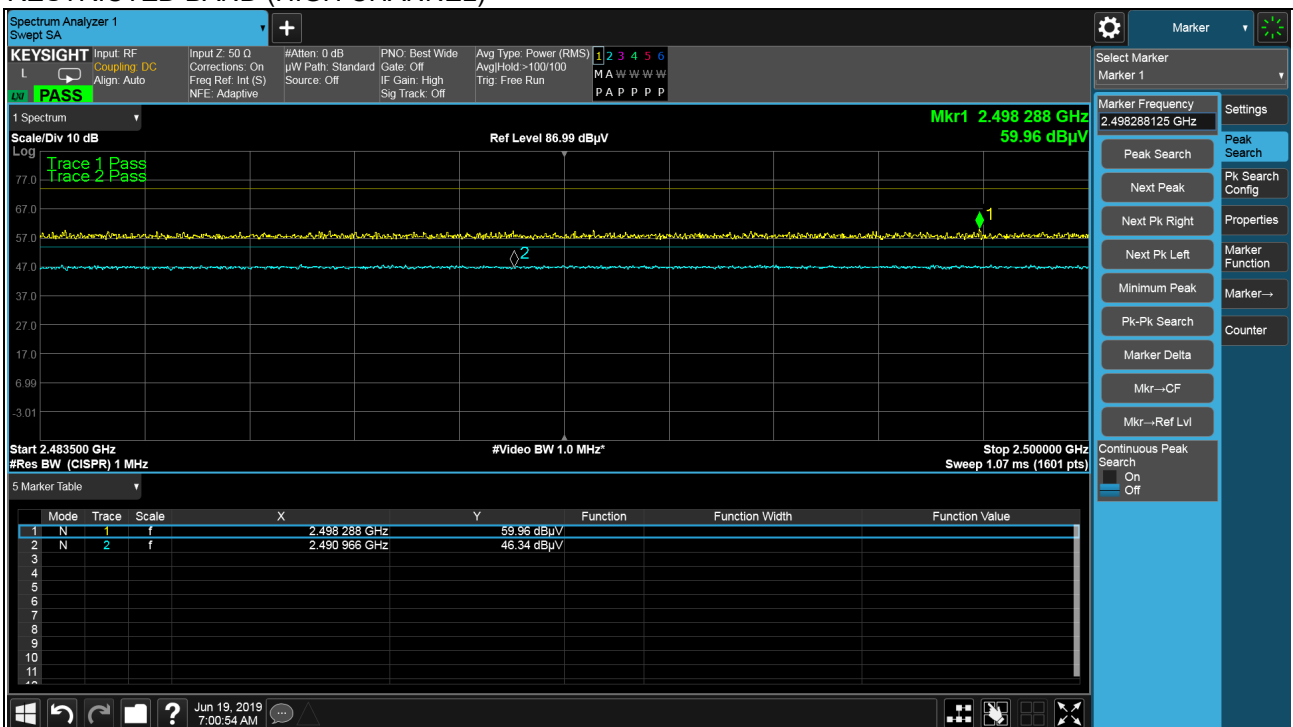 RESTRICTED BAND (HIGH CHANNEL)
Spectrum Analyzer 1
Swept SA
+
Marker
KEYSIGHT
L
LXI
PASS
Input: RF
Coupling: DC
Align: Auto
Input Z: 50 Ω
Corrections: On
Freq Ref: Int (S)
NFE: Adaptive
#Atten: 0 dB
µW Path: Standard
Source: Off
PNO: Best Wide
Gate: Off
IF Gain: High
Sig Track: Off
Avg Type: Power (RMS)
Avg|Hold:>100/100
Trig: Free Run
1 2 3 4 5 6
M A W W W W
P A P P P P
Select Marker
Marker 1
1 Spectrum
Mkr1 2.498 288 GHz
59.96 dBµV
Scale/Div 10 dB
Ref Level 86.99 dBµV
Log
Trace 1 Pass
Trace 2 Pass
77.0
67.0
57.0
47.0
37.0
27.0
17.0
6.99
-3.01
1
2
Start 2.483500 GHz
#Video BW 1.0 MHz*
Stop 2.500000 GHz
#Res BW (CISPR) 1 MHz
Sweep 1.07 ms (1601 pts)
Marker Frequency
2.498288125 GHz
Peak Search
Next Peak
Next Pk Right
Next Pk Left
Minimum Peak
Pk-Pk Search
Marker Delta
Mkr→CF
Mkr→Ref Lvl
Continuous Peak
Search
On
Off
Settings
Peak
Search
Pk Search
Config
Properties
Marker
Function
Marker→
Counter
5 Marker Table
Mode Trace Scale X Y Function Function Width Function Value
1 N 1 f 2.498 288 GHz 59.96 dBµV
2 N 2 f 2.490 966 GHz 46.34 dBµV
3
4
5
6
7
8
9
10
11
?
Jun 19, 2019
7:00:54 AM